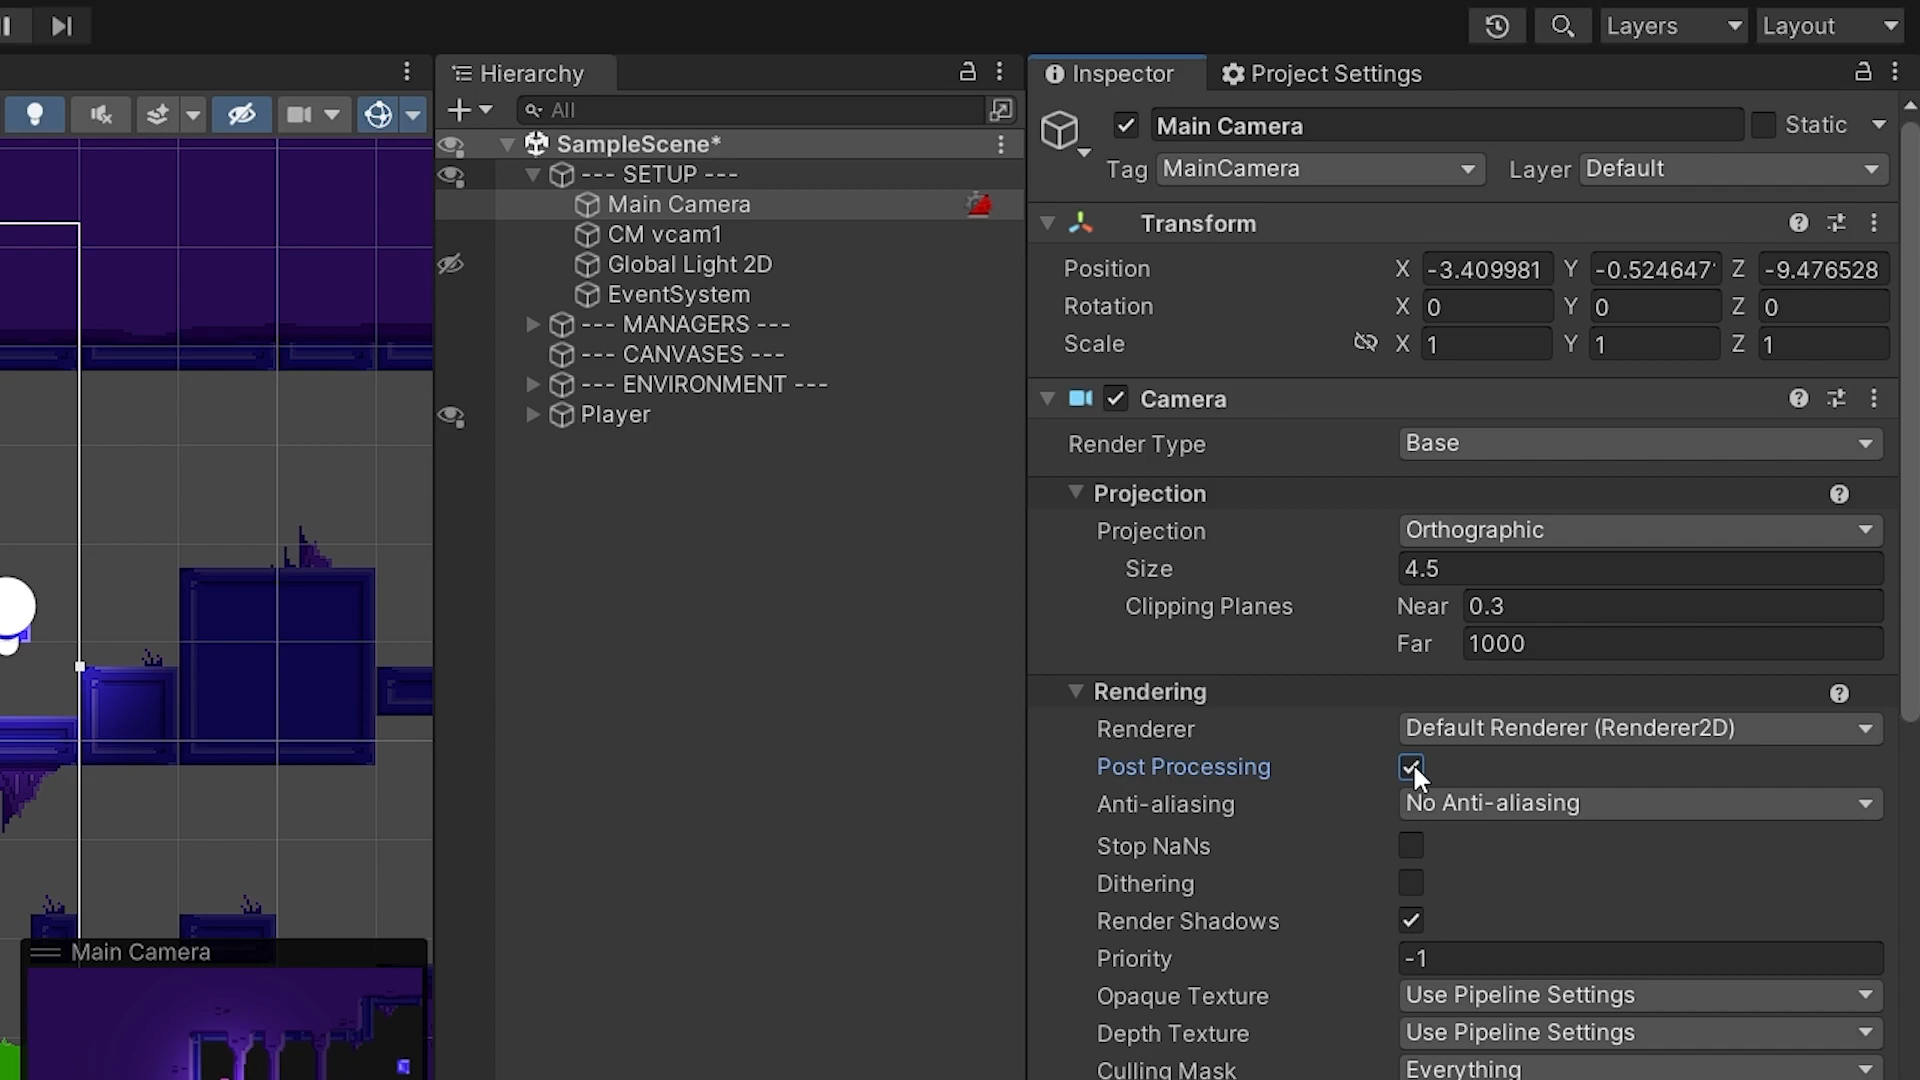 Layers
Layout
Hierarchy
All
SampleScene*
--- SETUP ---
Main Camera
CM vcam1
Global Light 2D
EventSystem
--- MANAGERS ---
--- CANVASES ---
--- ENVIRONMENT ---
Player
Main Camera
Inspector
Project Settings
Main Camera
Static
Tag MainCamera
Layer Default
Transform
Position X -3.409981 Y -0.524647 Z -9.476528
Rotation X 0 Y 0 Z 0
Scale X 1 Y 1 Z 1
Camera
Render Type Base
Projection
Projection Orthographic
Size 4.5
Clipping Planes Near 0.3
Far 1000
Rendering
Renderer Default Renderer (Renderer2D)
Post Processing
Anti-aliasing No Anti-aliasing
Stop NaNs
Dithering
Render Shadows
Priority -1
Opaque Texture Use Pipeline Settings
Depth Texture Use Pipeline Settings
Culling Mask Everything